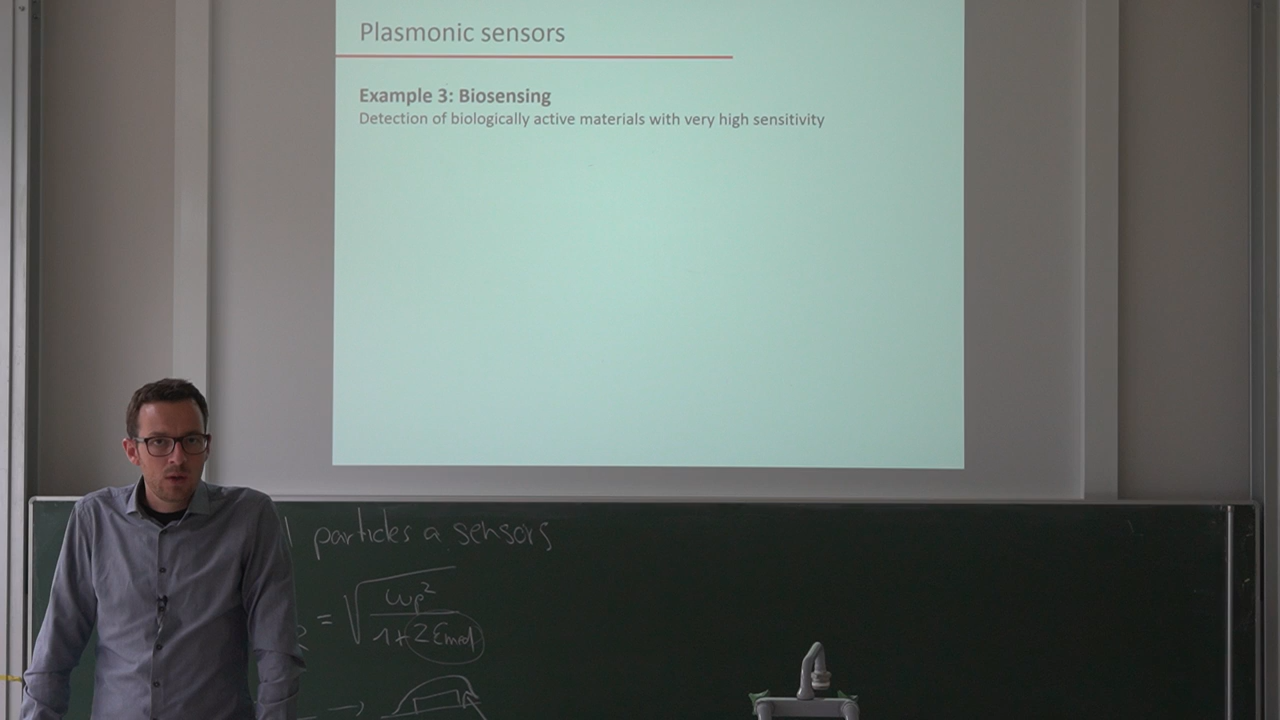 Plasmonic sensors
Example 3: Biosensing
Detection of biologically active materials with very high sensitivity
particles a sensors
= √(ωp² / (1+2εmed))
→